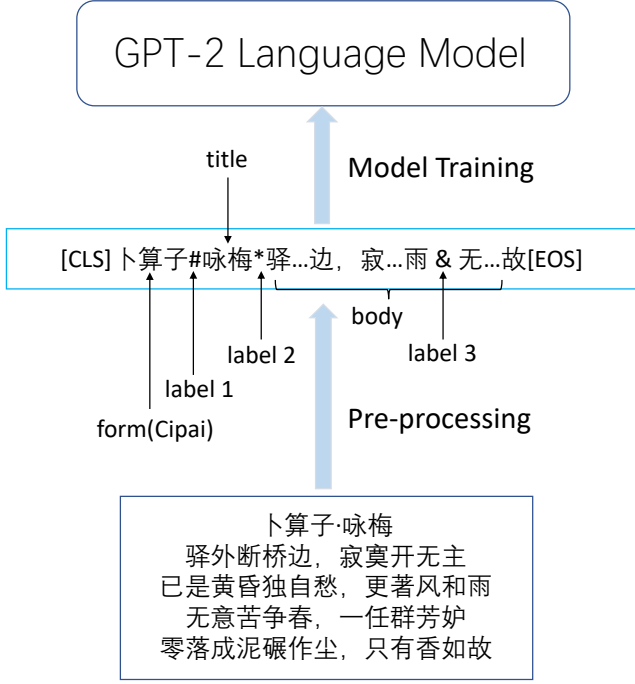 GPT-2 Language Model
title
Model Training
[CLS]卜算子#咏梅*驿...边，寂...雨 & 无...故[EOS]
body
label 2
label 3
label 1
form(Cipai)
Pre-processing
卜算子·咏梅
驿外断桥边，寂寞开无主
已是黄昏独自愁，更著风和雨
无意苦争春，一任群芳妒
零落成泥碾作尘，只有香如故